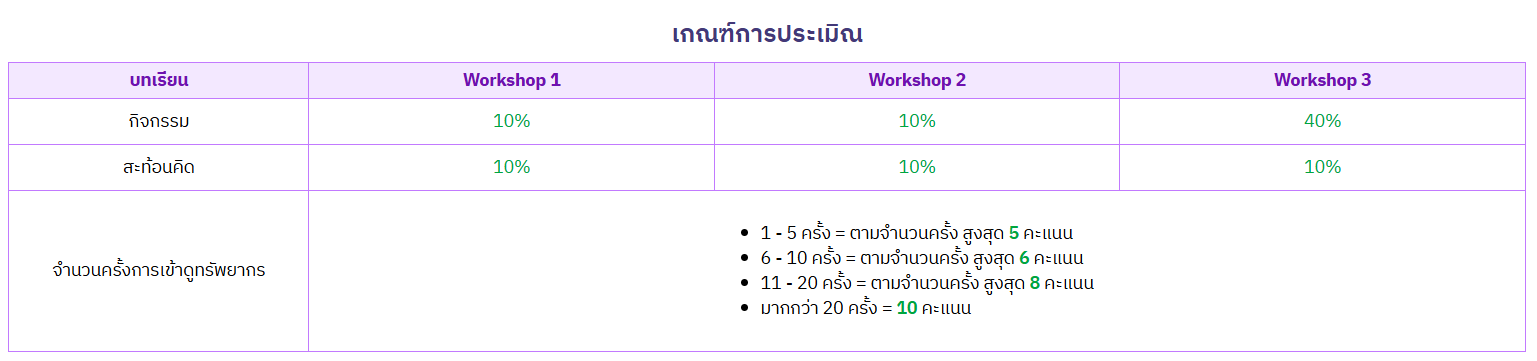 เกณฑ์การประเมิณ
บทเรียน Workshop 1 Workshop 2 Workshop 3
กิจกรรม 10% 10% 40%
สะท้อนคิด 10% 10% 10%
จำนวนครั้งการเข้าดูทรัพยากร
• 1 - 5 ครั้ง = ตามจำนวนครั้ง สูงสุด 5 คะแนน
• 6 - 10 ครั้ง = ตามจำนวนครั้ง สูงสุด 6 คะแนน
• 11 - 20 ครั้ง = ตามจำนวนครั้ง สูงสุด 8 คะแนน
• มากกว่า 20 ครั้ง = 10 คะแนน